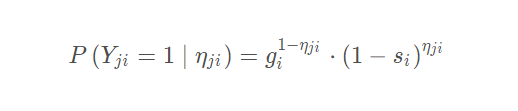 P (Y_{ji} = 1 | η_{ji}) = g_i^{1−η_{ji}} · (1 − s_i)^{η_{ji}}